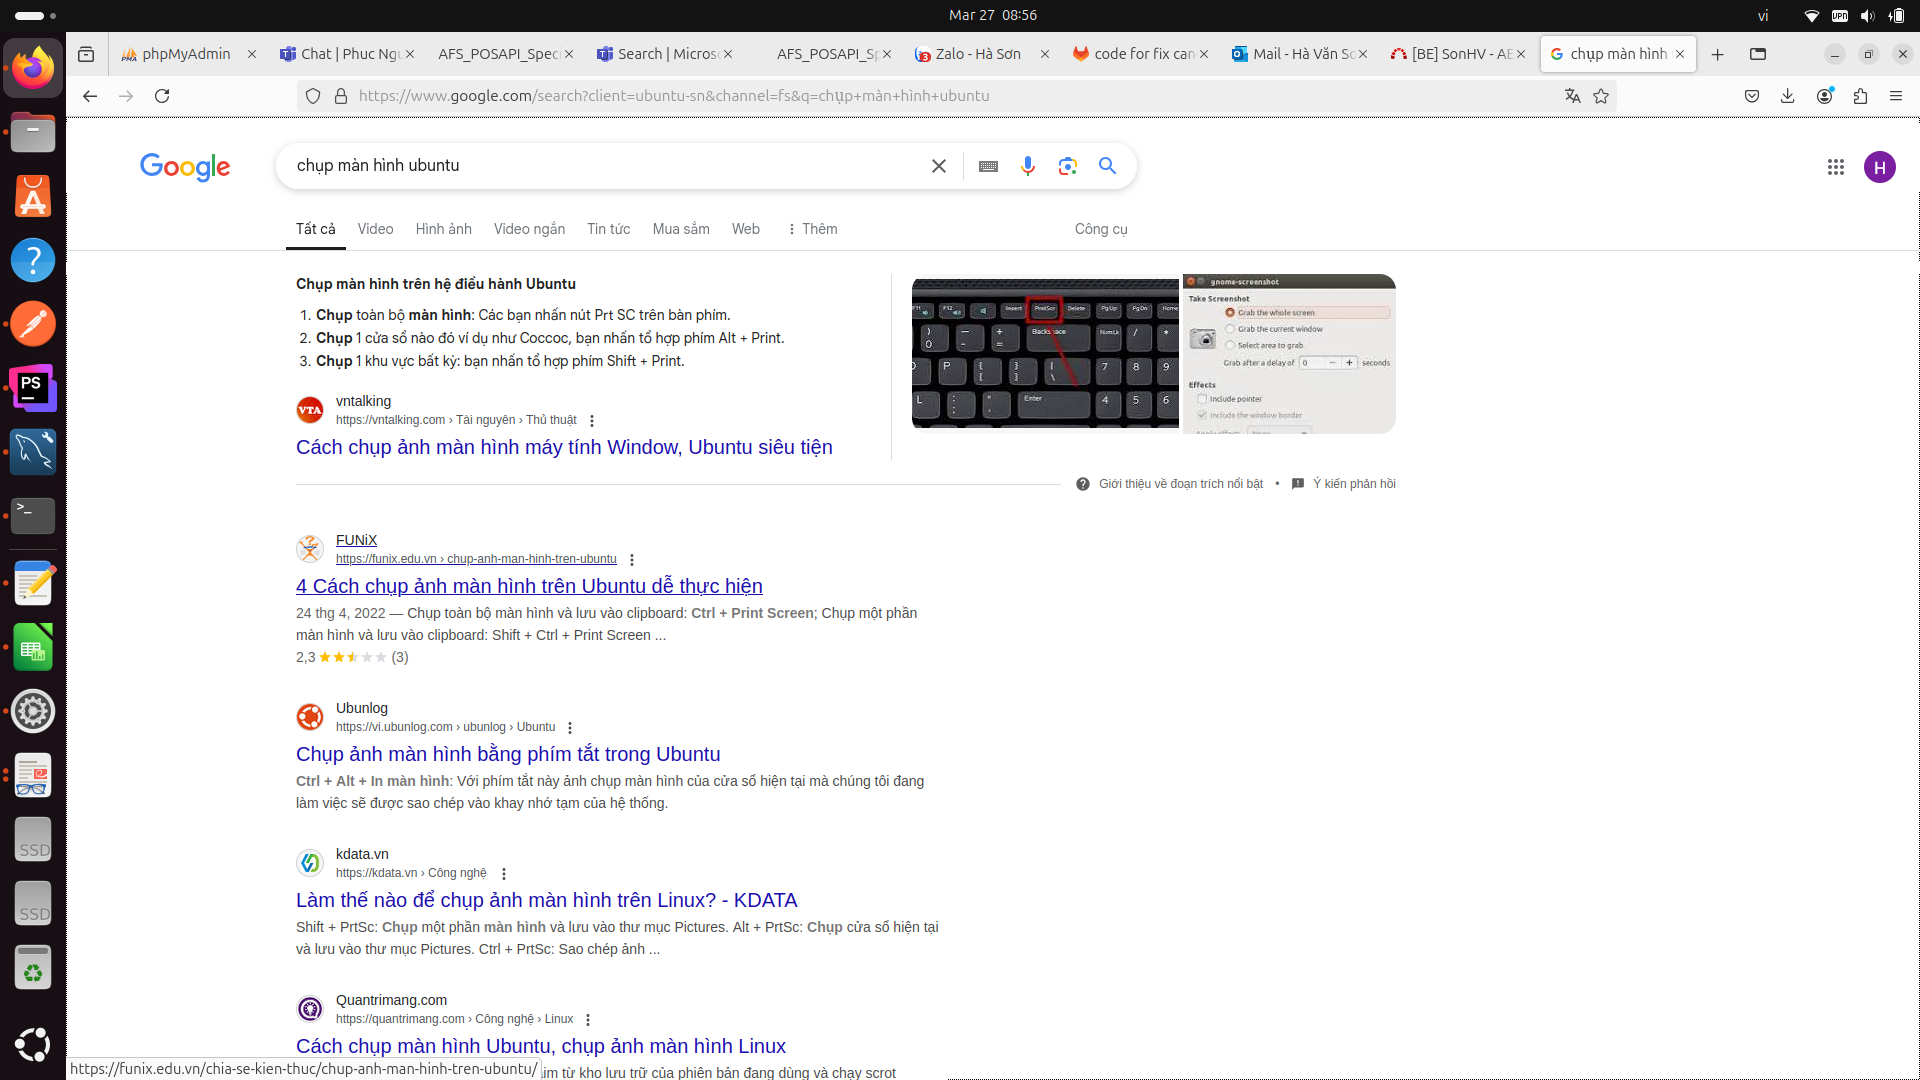 Mar 27 08:56
vi
VPN
phpMyAdmin
Chat | Phuc Ngu
AFS_POSAPI_Speci
Search | Microso
AFS_POSAPI_Sp
Zalo - Hà Sơn
code for fix can
Mail - Hà Văn Sơ
[BE] SonHV - AE
chụp màn hình
https://www.google.com/search?client=ubuntu-sn&channel=fs&q=chụp+màn+hình+ubuntu
Google
chụp màn hình ubuntu
H
Tất cả
Video
Hình ảnh
Video ngắn
Tin tức
Mua sắm
Web
Thêm
Công cụ
Chụp màn hình trên hệ điều hành Ubuntu
1. Chụp toàn bộ màn hình: Các bạn nhấn nút Prt SC trên bàn phím.
2. Chụp 1 cửa sổ nào đó ví dụ như Coccoc, bạn nhấn tổ hợp phím Alt + Print.
3. Chụp 1 khu vực bất kỳ: bạn nhấn tổ hợp phím Shift + Print.
VTA
vntalking
https://vntalking.com › Tài nguyên › Thủ thuật
Cách chụp ảnh màn hình máy tính Window, Ubuntu siêu tiện
gnome-screenshot
Take Screenshot
Grab the whole screen
Grab the current window
Select area to grab
Grab after a delay of 0 − + seconds
Effects
Include pointer
Include the window border
Insert
PrntScr
Delete
PgUp
PgDn
Home
Backspace
NumLk
Enter
Giới thiệu về đoạn trích nổi bật • Ý kiến phản hồi
FUNiX
https://funix.edu.vn › chup-anh-man-hinh-tren-ubuntu
4 Cách chụp ảnh màn hình trên Ubuntu dễ thực hiện
24 thg 4, 2022 — Chụp toàn bộ màn hình và lưu vào clipboard: Ctrl + Print Screen; Chụp một phần
màn hình và lưu vào clipboard: Shift + Ctrl + Print Screen ...
2,3 (3)
Ubunlog
https://vi.ubunlog.com › ubunlog › Ubuntu
Chụp ảnh màn hình bằng phím tắt trong Ubuntu
Ctrl + Alt + In màn hình: Với phím tắt này ảnh chụp màn hình của cửa sổ hiện tại mà chúng tôi đang
làm việc sẽ được sao chép vào khay nhớ tạm của hệ thống.
kdata.vn
https://kdata.vn › Công nghệ
Làm thế nào để chụp ảnh màn hình trên Linux? - KDATA
Shift + PrtSc: Chụp một phần màn hình và lưu vào thư mục Pictures. Alt + PrtSc: Chụp cửa sổ hiện tại
và lưu vào thư mục Pictures. Ctrl + PrtSc: Sao chép ảnh ...
Quantrimang.com
https://quantrimang.com › Công nghệ › Linux
Cách chụp màn hình Ubuntu, chụp ảnh màn hình Linux
từ kho lưu trữ của phiên bản đang dùng và chạy scrot
https://funix.edu.vn/chia-se-kien-thuc/chup-anh-man-hinh-tren-ubuntu/
PS
SSD
SSD